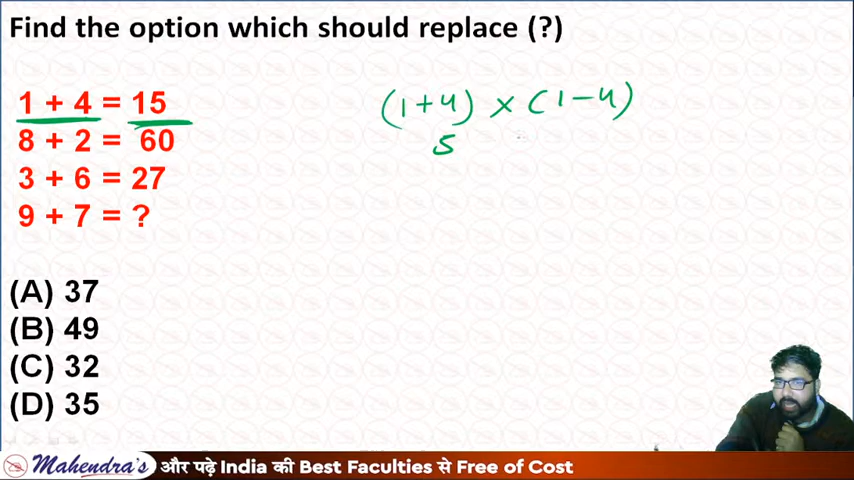 Find the option which should replace (?)
1 + 4 = 15
(1+4) × (1-4)
8 + 2 = 60
5
3 + 6 = 27
9 + 7 = ?
(A) 37
(B) 49
(C) 32
(D) 35
Mahendra's और पढ़े India की Best Faculties से Free of Cost